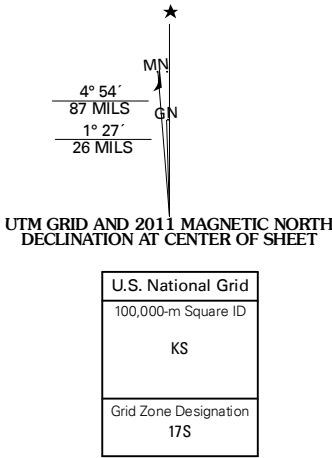 MN
4° 54´
87 MILS
GN
1° 27´
26 MILS
UTM GRID AND 2011 MAGNETIC NORTH
DECLINATION AT CENTER OF SHEET
U.S. National Grid
100,000-m Square ID
KS
Grid Zone Designation
17S